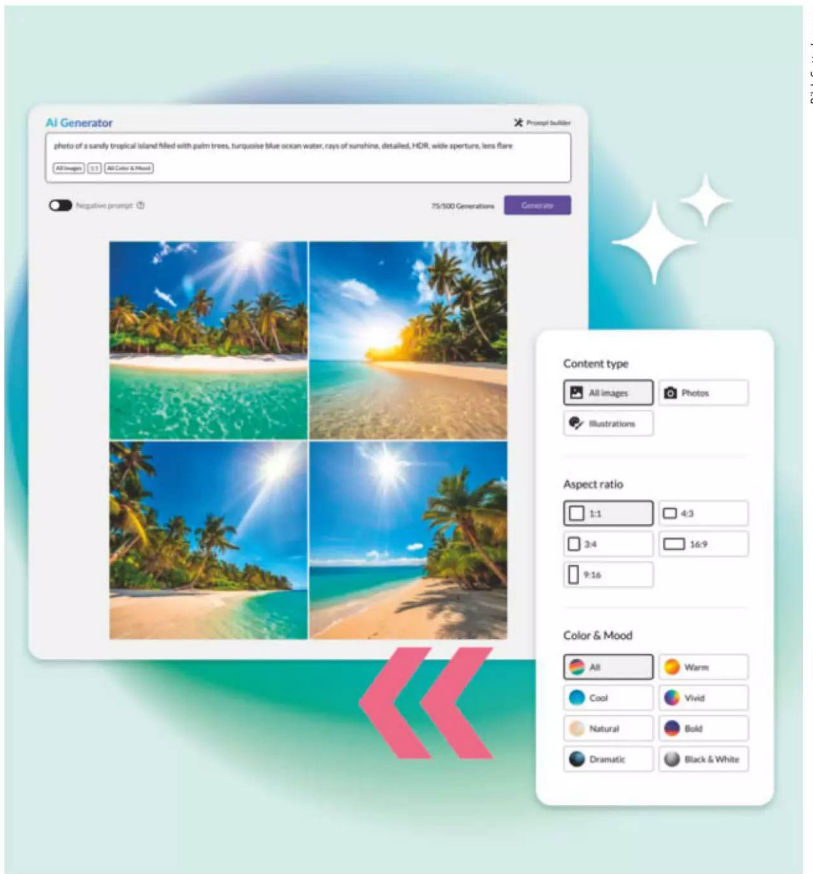 AI Generator
Prompt builder
photo of a sandy tropical island filled with palm trees, turquoise blue ocean water, rays of sunshine, detailed, HDR, wide aperture, lens flare
All images 1:1 All Color & Mood
Negative prompt ?
75/500 Generations
Generate
Content type
All images
Photos
Illustrations
Aspect ratio
1:1
4:3
3:4
16:9
9:16
Color & Mood
All
Warm
Cool
Vivid
Natural
Bold
Dramatic
Black & White